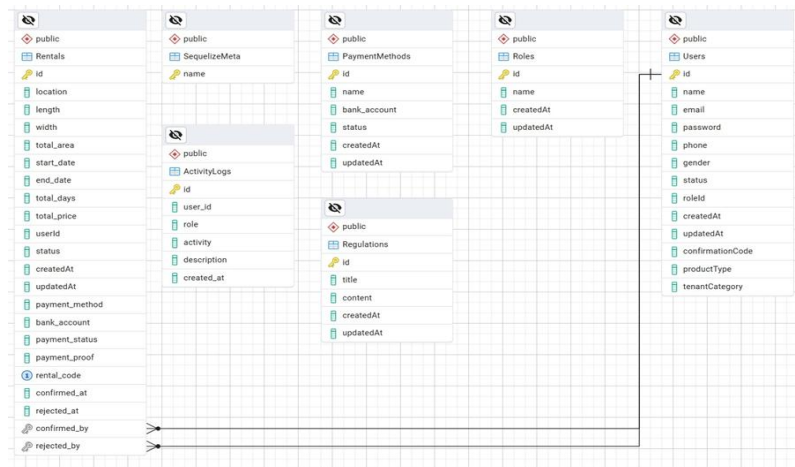 public
Rentals
id
location
length
width
total_area
start_date
end_date
total_days
total_price
userId
status
createdAt
updatedAt
payment_method
bank_account
payment_status
payment_proof
rental_code
confirmed_at
rejected_at
confirmed_by
rejected_by
public
SequelizeMeta
name
public
ActivityLogs
id
user_id
role
activity
description
created_at
public
PaymentMethods
id
name
bank_account
status
createdAt
updatedAt
public
Regulations
id
title
content
createdAt
updatedAt
public
Roles
id
name
createdAt
updatedAt
public
Users
id
name
email
password
phone
gender
status
roleId
createdAt
updatedAt
confirmationCode
productType
tenantCategory